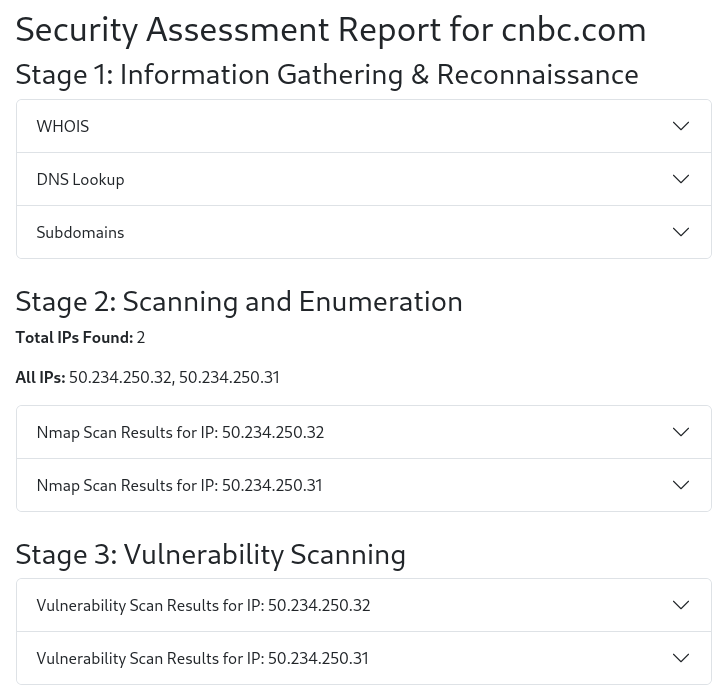 Security Assessment Report for cnbc.com
Stage 1: Information Gathering & Reconnaissance
WHOIS
DNS Lookup
Subdomains
Stage 2: Scanning and Enumeration
Total IPs Found: 2
All IPs: 50.234.250.32, 50.234.250.31
Nmap Scan Results for IP: 50.234.250.32
Nmap Scan Results for IP: 50.234.250.31
Stage 3: Vulnerability Scanning
Vulnerability Scan Results for IP: 50.234.250.32
Vulnerability Scan Results for IP: 50.234.250.31